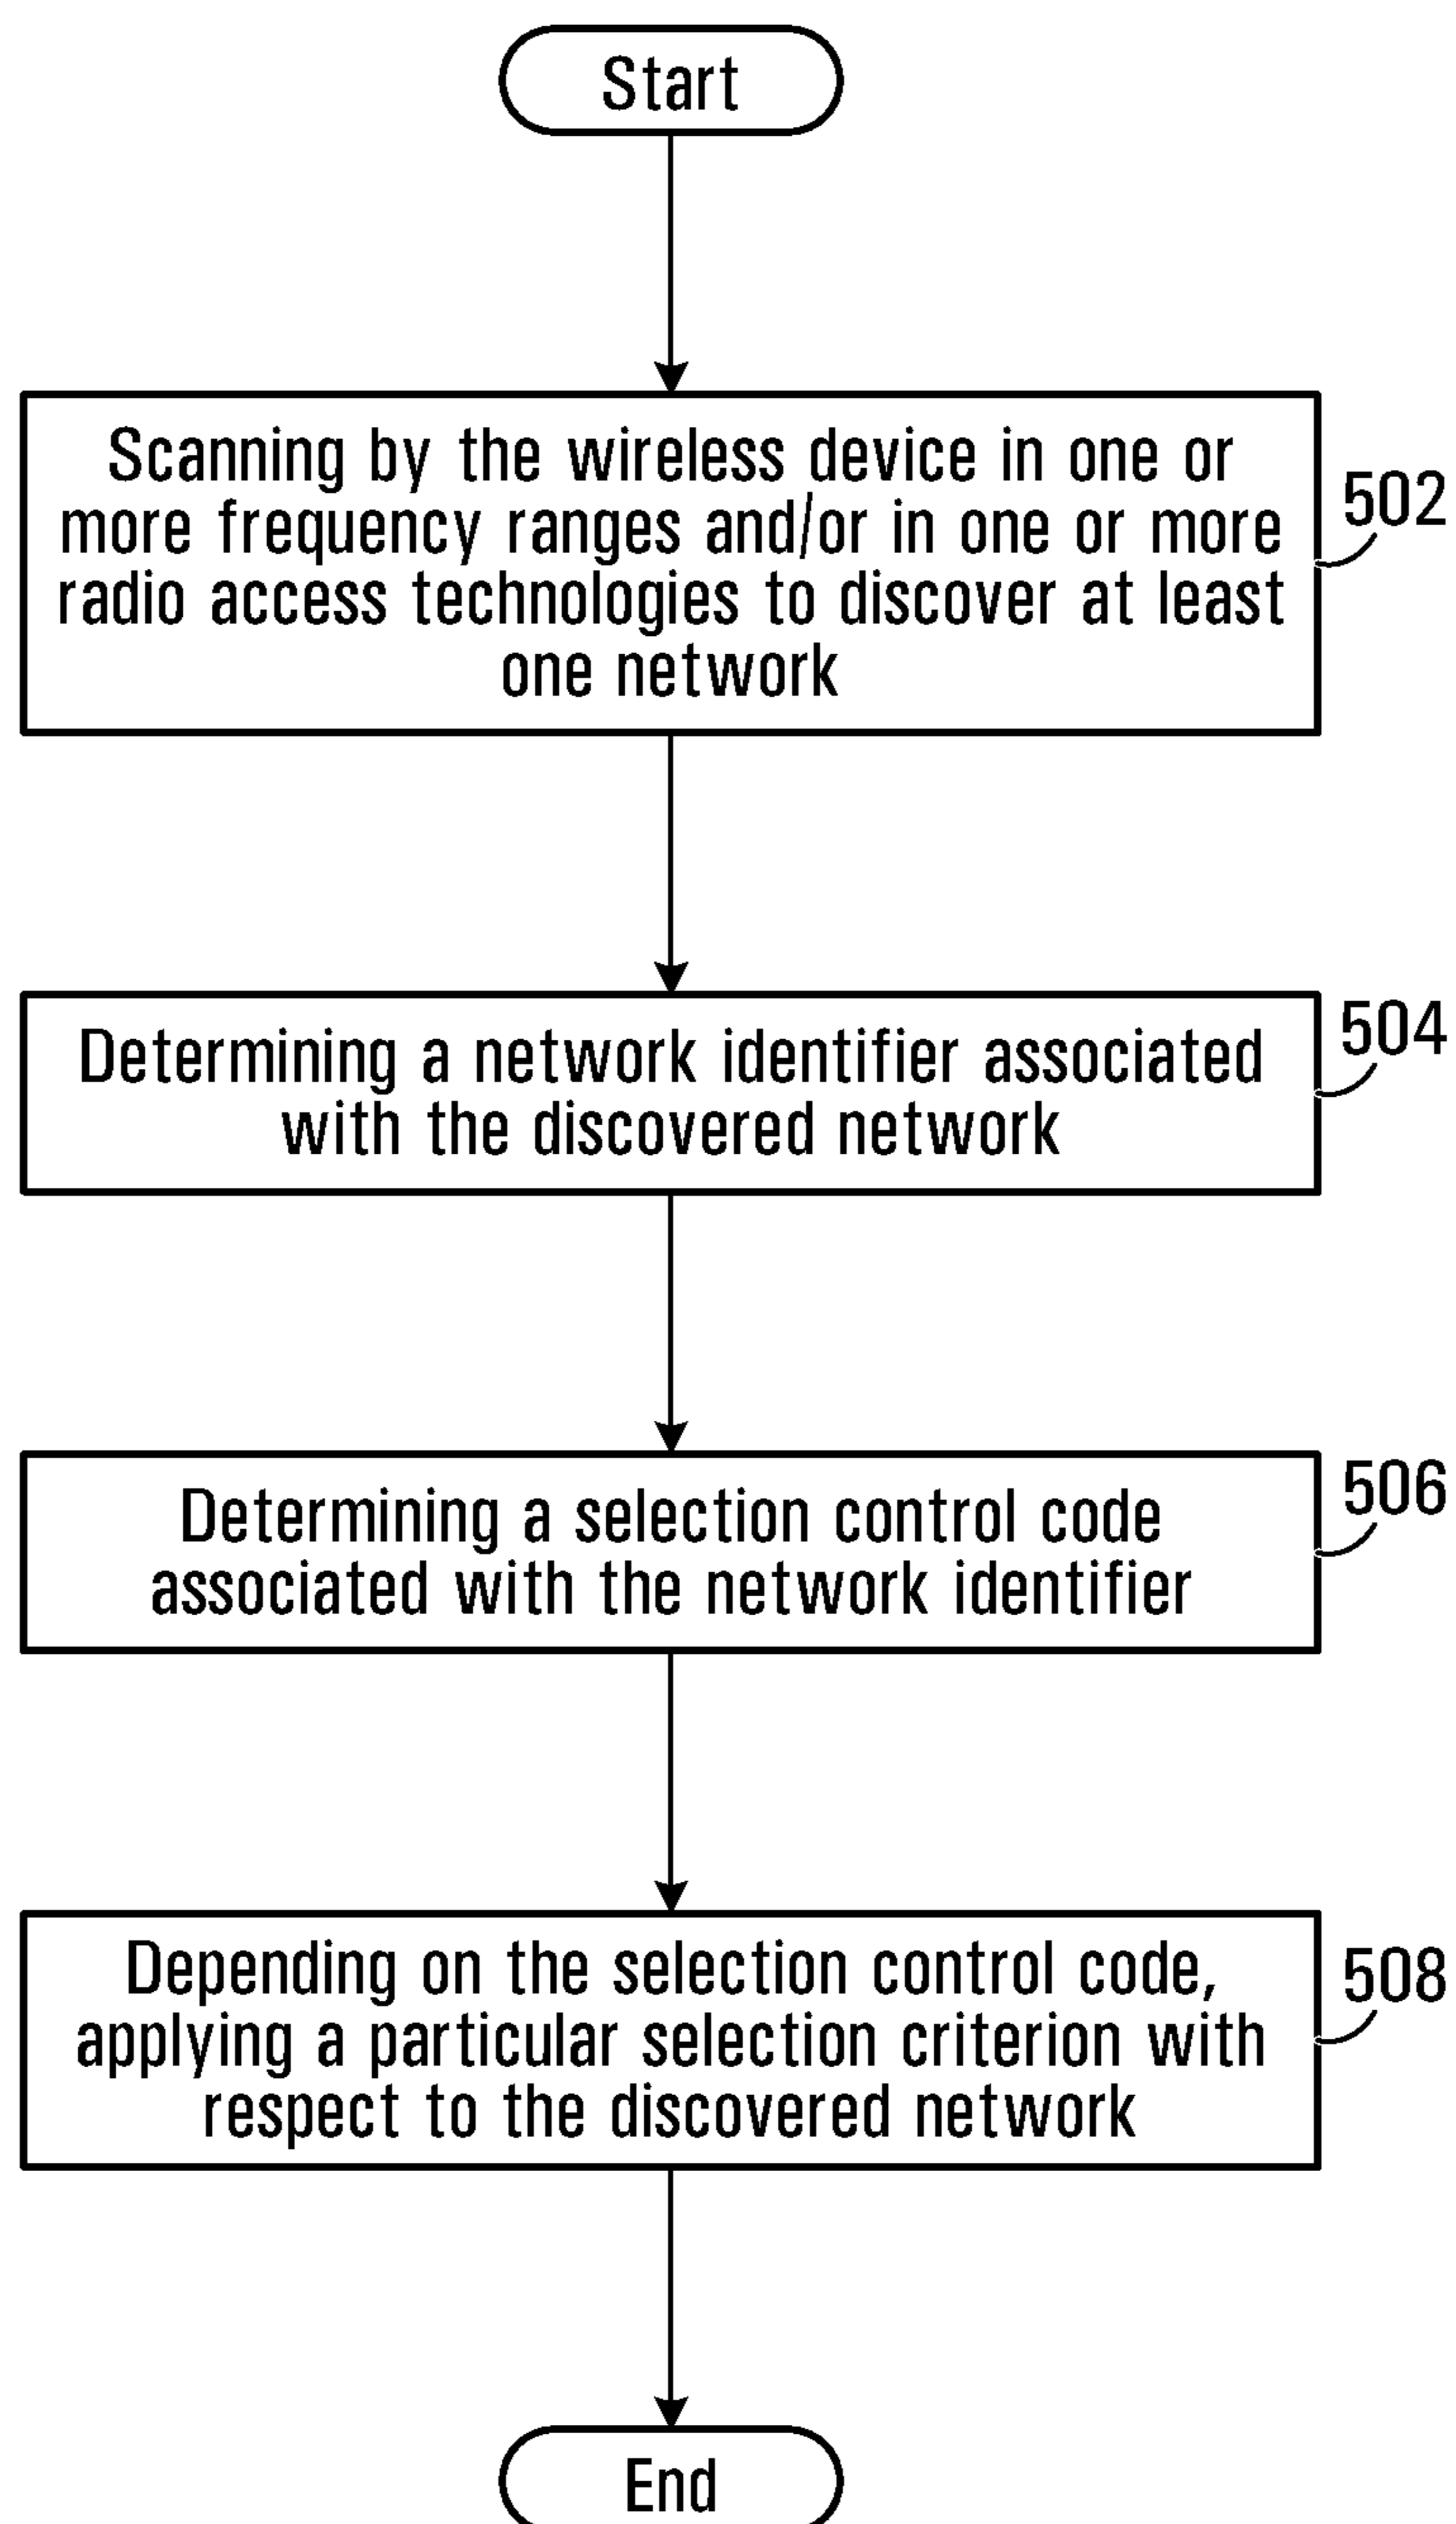 Start
Scanning by the wireless device in one or
more frequency ranges and/or in one or more
radio access technologies to discover at least
one network
502
Determining a network identifier associated
with the discovered network
504
Determining a selection control code
associated with the network identifier
506
Depending on the selection control code,
applying a particular selection criterion with
respect to the discovered network
508
End